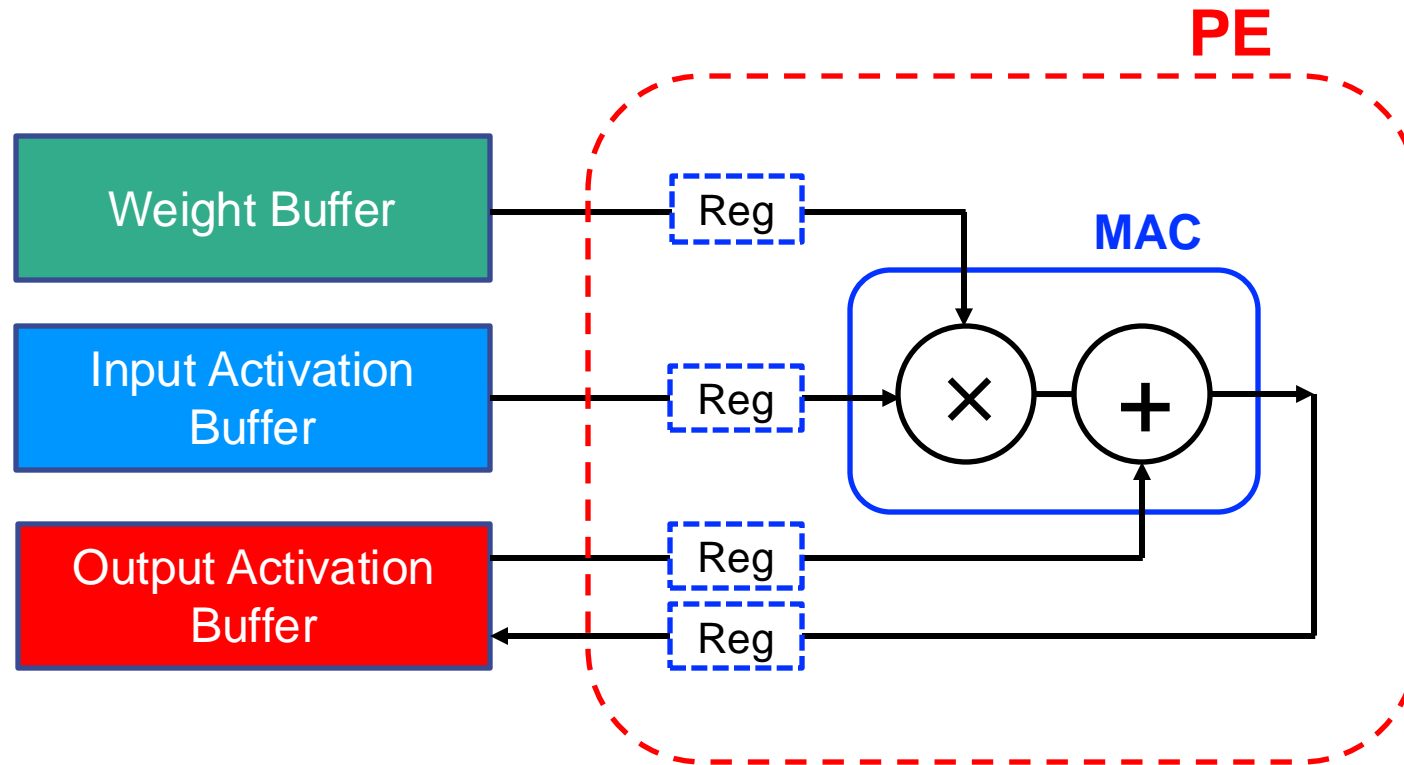 PE
Weight Buffer
Reg
MAC
Input Activation
Buffer
Reg
×
+
Output Activation
Buffer
Reg
Reg